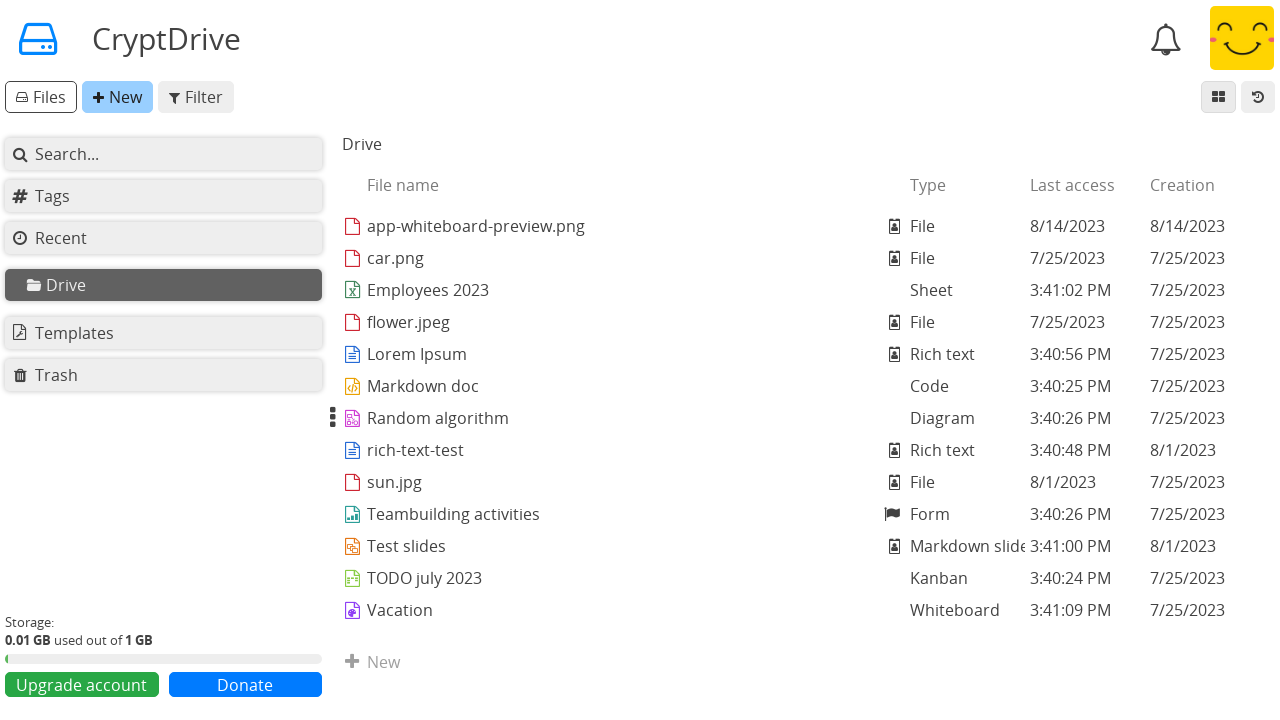 CryptDrive
Files
New
Filter
Search...
Tags
Recent
Drive
Templates
Trash
Storage:
0.01 GB used out of 1 GB
Upgrade account
Donate
Drive
File name Type Last access Creation
app-whiteboard-preview.png File 8/14/2023 8/14/2023
car.png File 7/25/2023 7/25/2023
Employees 2023 Sheet 3:41:02 PM 7/25/2023
flower.jpeg File 7/25/2023 7/25/2023
Lorem Ipsum Rich text 3:40:56 PM 7/25/2023
Markdown doc Code 3:40:25 PM 7/25/2023
Random algorithm Diagram 3:40:26 PM 7/25/2023
rich-text-test Rich text 3:40:48 PM 8/1/2023
sun.jpg File 8/1/2023 7/25/2023
Teambuilding activities Form 3:40:26 PM 7/25/2023
Test slides Markdown slide 3:41:00 PM 8/1/2023
TODO july 2023 Kanban 3:40:24 PM 7/25/2023
Vacation Whiteboard 3:41:09 PM 7/25/2023
New